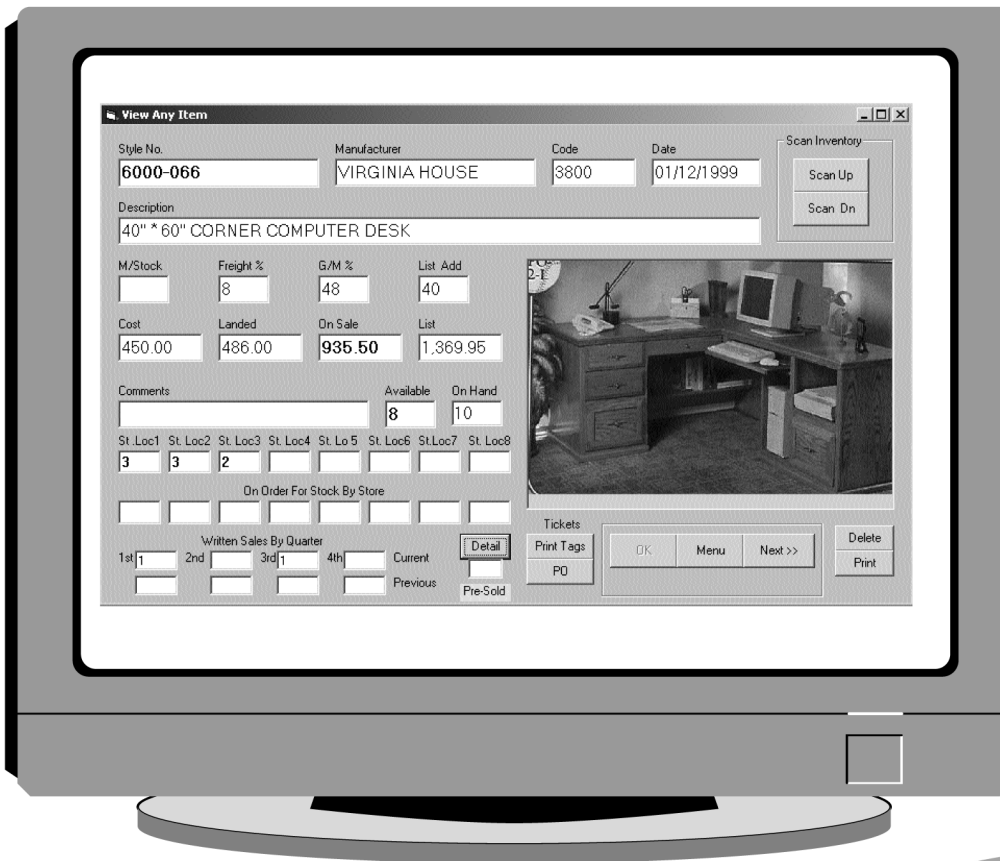 View Any Item
Style No. Manufacturer Code Date Scan Inventory
6000-066 VIRGINIA HOUSE 3800 01/12/1999 Scan Up
Scan Dn
Description
40" * 60" CORNER COMPUTER DESK
M/Stock Freight % G/M % List Add
8 48 40
Cost Landed On Sale List
450.00 486.00 935.50 1,369.95
Comments Available On Hand
8 10
St .Loc1 St. Loc2 St. Loc3 St. Loc4 St. Lo 5 St. Loc6 St.Loc7 St. Loc8
3 3 2
On Order For Stock By Store
Written Sales By Quarter
1st 1 2nd 3rd 1 4th Current
Previous
Detail
Pre-Sold
Tickets
Print Tags
PO
OK Menu Next >>
Delete
Print